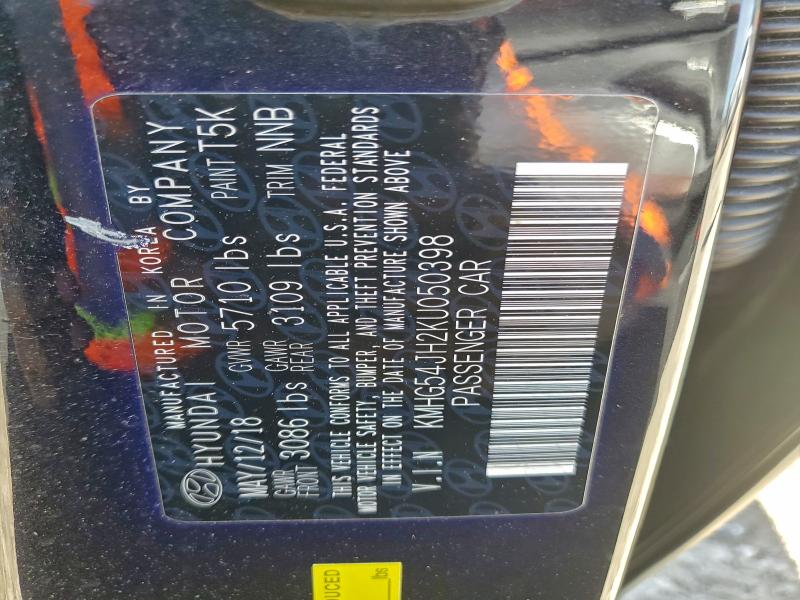 MANUFACTURED IN KOREA BY
HYUNDAI MOTOR COMPANY
MAY/12/18 GVWR 5710 lbs PAINT T5K
GAWR FRONT 3086 lbs GAWR REAR 3109 lbs TRIM NNB
THIS VEHICLE CONFORMS TO ALL APPLICABLE U.S.A. FEDERAL
MOTOR VEHICLE SAFETY, BUMPER, AND THEFT PREVENTION STANDARDS
IN EFFECT ON THE DATE OF MANUFACTURE SHOWN ABOVE
V.I.N KMHG54JH2KU050398
PASSENGER CAR
UCED
lbs